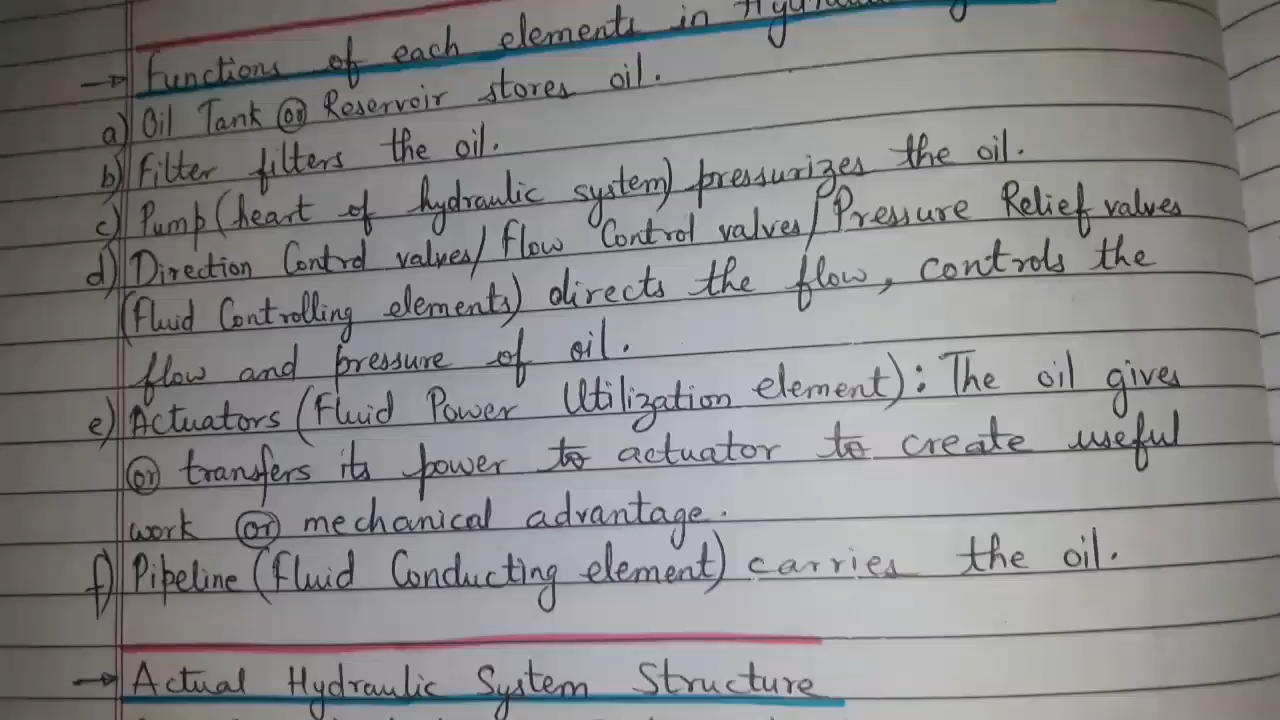 → Functions of each elements in
a) Oil Tank (or) Reservoir stores oil.
b) Filter filters the oil.
c) Pump (heart of hydraulic system) pressurizes the oil.
d) Direction Control valves/Flow Control valves/Pressure Relief valves
(Fluid Controlling elements) directs the flow, controls the
flow and pressure of oil.
e) Actuators (Fluid Power Utilization element): The oil gives
(or) transfers its power to actuator to create useful
work (or) mechanical advantage.
f) Pipeline (Fluid Conducting element) carries the oil.
→ Actual Hydraulic System Structure